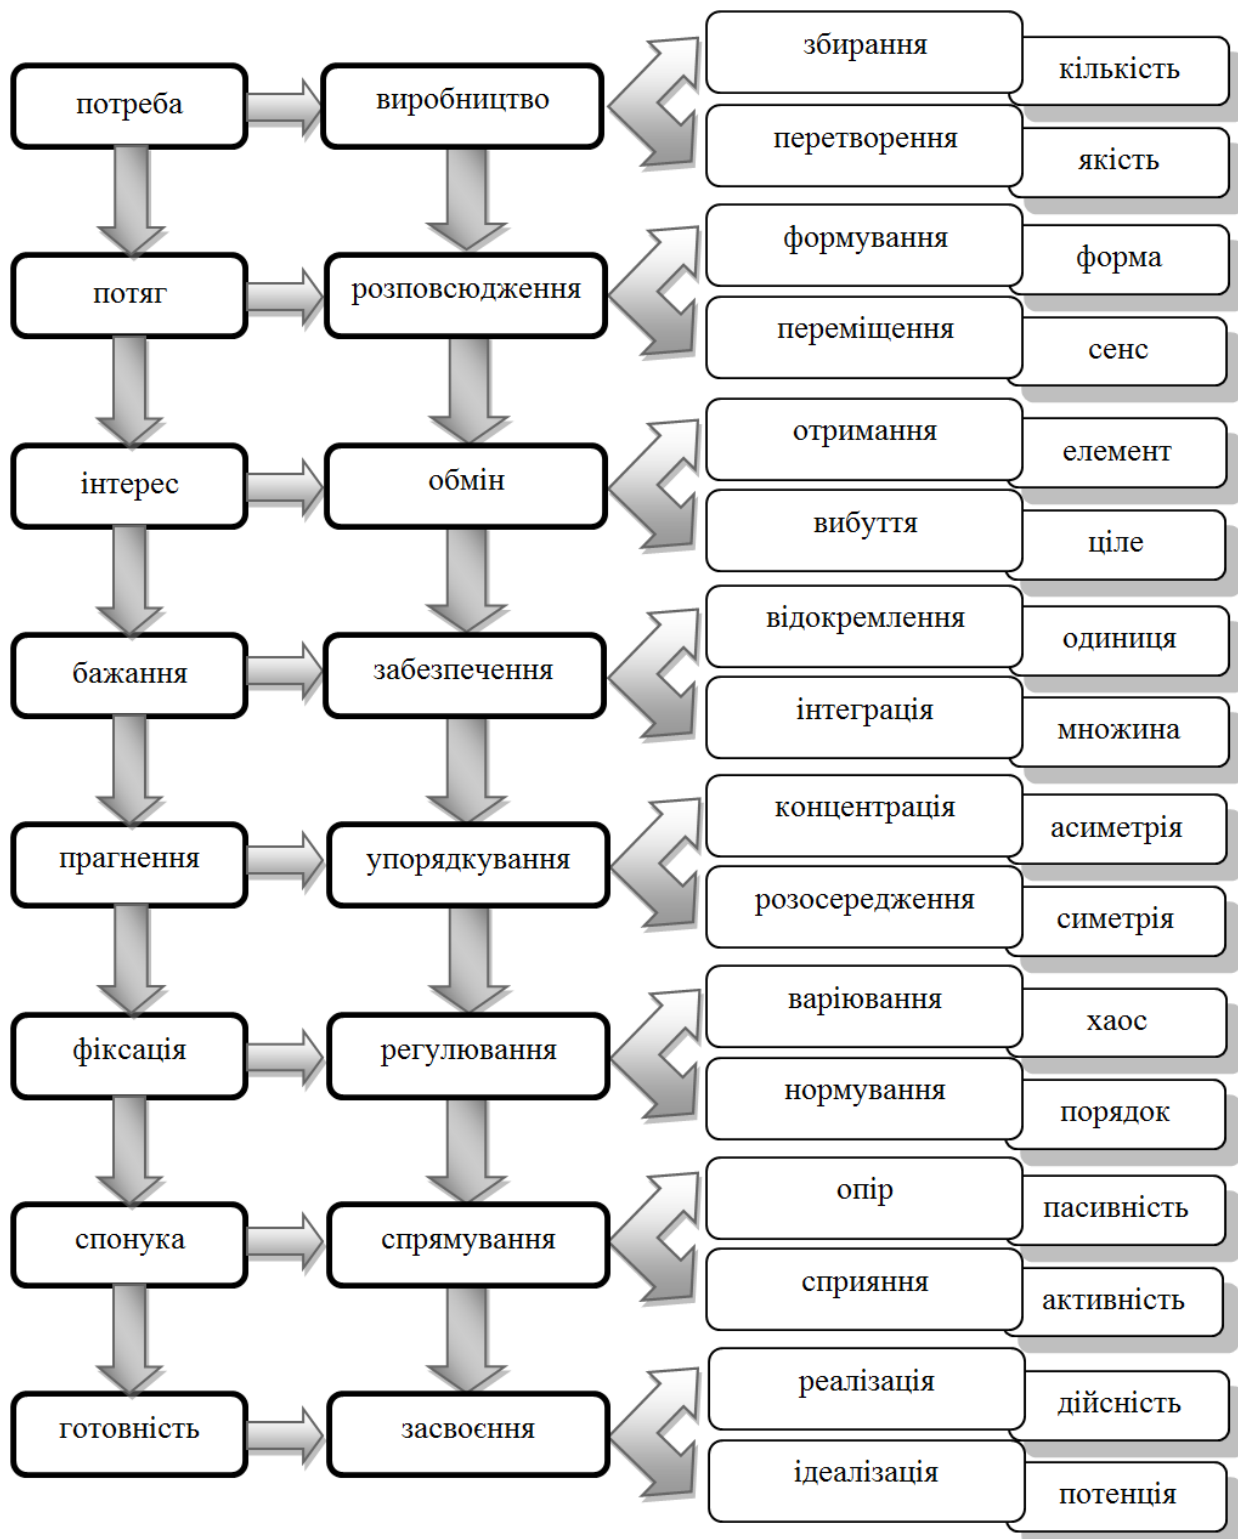 потреба
виробництво
збирання
кількість
перетворення
якість
потяг
розповсюдження
формування
форма
переміщення
сенс
інтерес
обмін
отримання
елемент
вибуття
ціле
бажання
забезпечення
відокремлення
одиниця
інтеграція
множина
прагнення
упорядкування
концентрація
асиметрія
розосередження
симетрія
фіксація
регулювання
варіювання
хаос
нормування
порядок
спонука
спрямування
опір
пасивність
сприяння
активність
готовність
засвоєння
реалізація
дійсність
ідеалізація
потенція